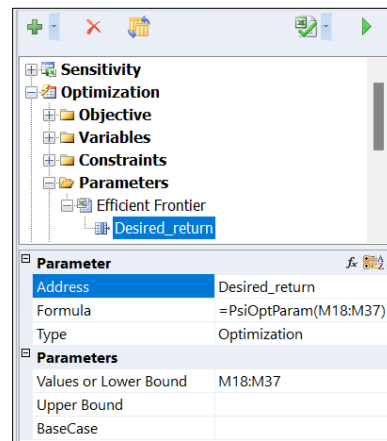 Sensitivity
Optimization
Objective
Variables
Constraints
Parameters
Efficient Frontier
Desired_return
Parameter
Address Desired_return
Formula =PsiOptParam(M18:M37)
Type Optimization
Parameters
Values or Lower Bound M18:M37
Upper Bound
BaseCase